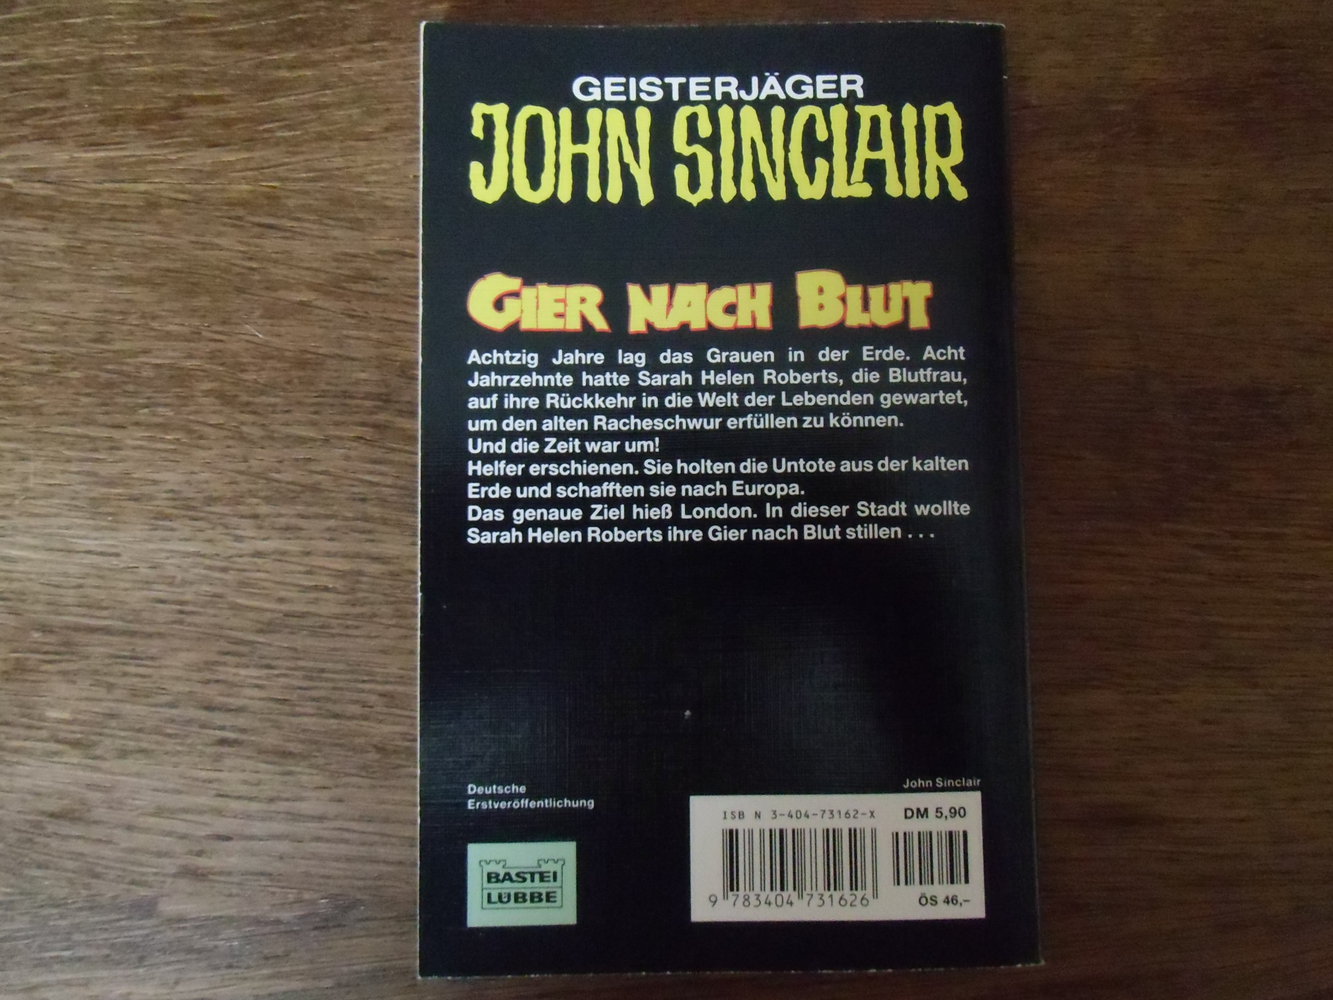 GEISTERJÄGER
JOHN SINCLAIR
GIER NACH BLUT
Achtzig Jahre lag das Grauen in der Erde. Acht
Jahrzehnte hatte Sarah Helen Roberts, die Blutfrau,
auf ihre Rückkehr in die Welt der Lebenden gewartet,
um den alten Racheschwur erfüllen zu können.
Und die Zeit war um!
Helfer erschienen. Sie holten die Untote aus der kalten
Erde und schafften sie nach Europa.
Das genaue Ziel hieß London. In dieser Stadt wollte
Sarah Helen Roberts ihre Gier nach Blut stillen . . .
Deutsche
Erstveröffentlichung
BASTEI
LÜBBE
John Sinclair
ISBN 3-404-73162-X DM 5,90
9 783404 731626 ÖS 46,–